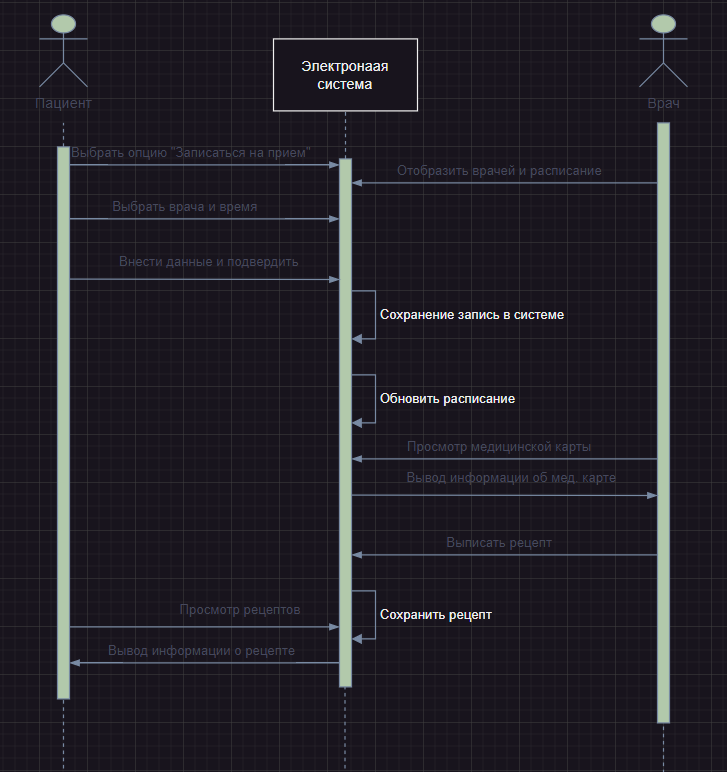 Электронаая
система
Пациент
Врач
Выбрать опцию "Записаться на прием"
Отобразить врачей и расписание
Выбрать врача и время
Внести данные и подвердить
Сохранение запись в системе
Обновить расписание
Просмотр медицинской карты
Вывод информации об мед. карте
Выписать рецепт
Просмотр рецептов
Сохранить рецепт
Вывод информации о рецепте